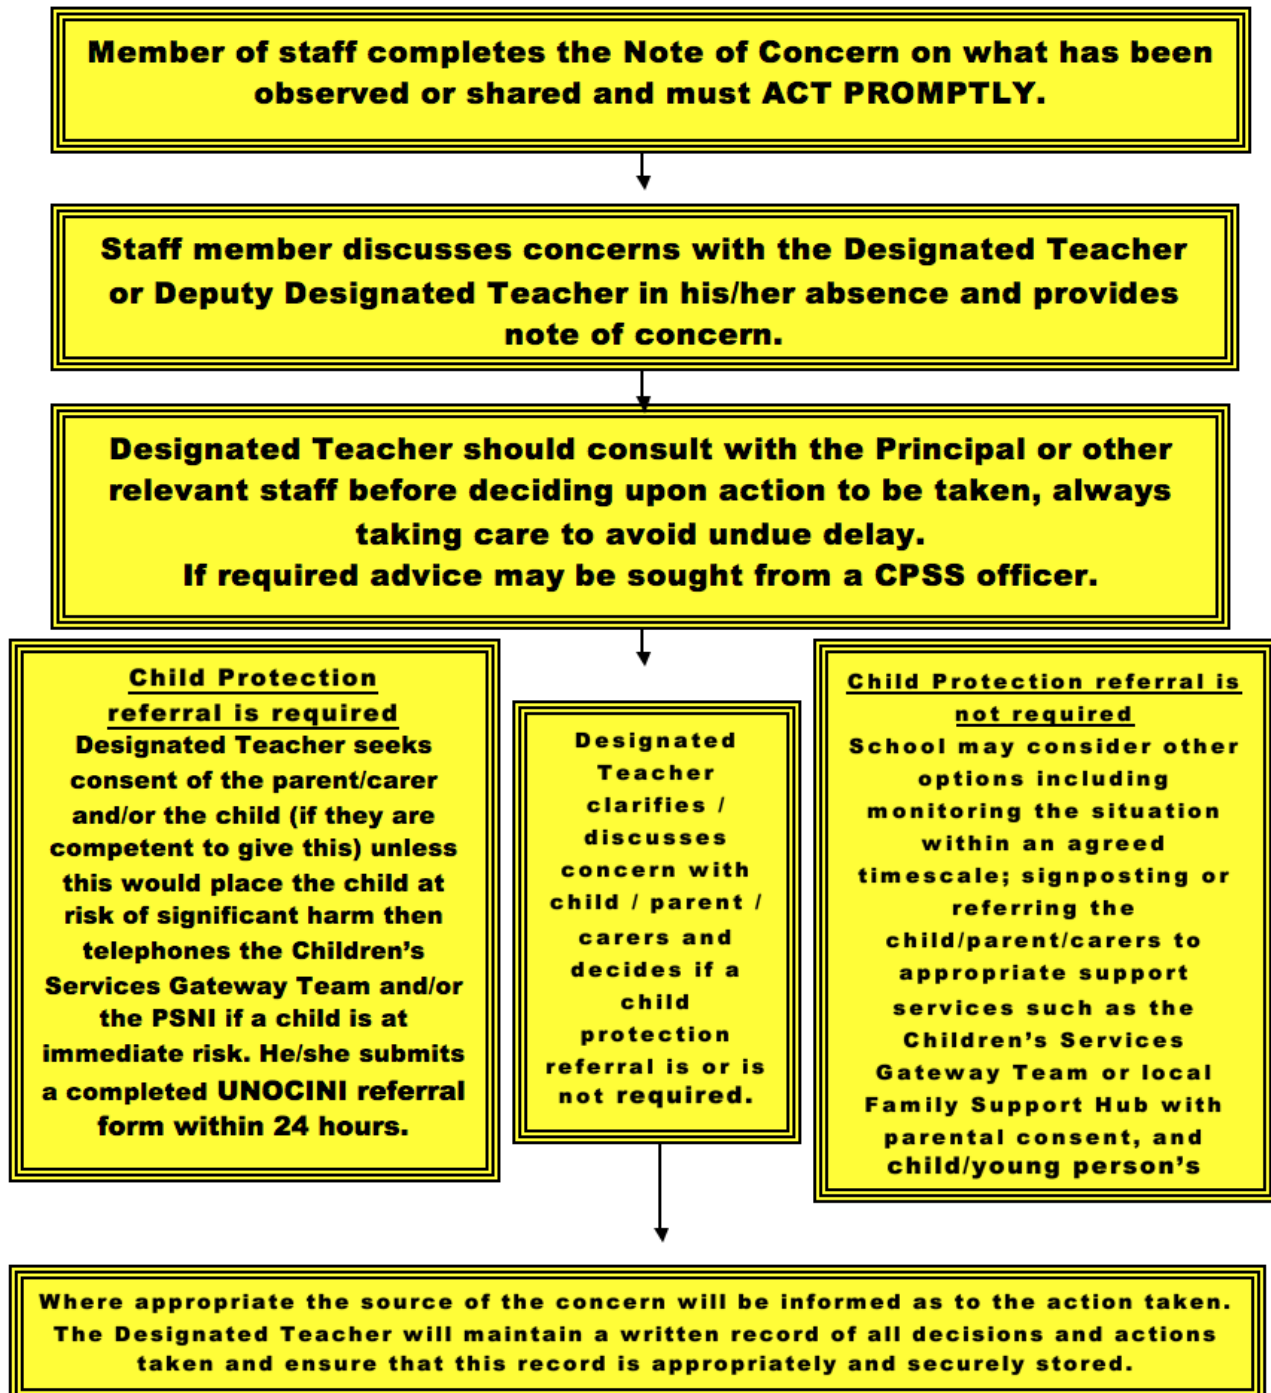 Member of staff completes the Note of Concern on what has been
observed or shared and must ACT PROMPTLY.
Staff member discusses concerns with the Designated Teacher
or Deputy Designated Teacher in his/her absence and provides
note of concern.
Designated Teacher should consult with the Principal or other
relevant staff before deciding upon action to be taken, always
taking care to avoid undue delay.
If required advice may be sought from a CPSS officer.
Child Protection
referral is required
Designated Teacher seeks
consent of the parent/carer
and/or the child (if they are
competent to give this) unless
this would place the child at
risk of significant harm then
telephones the Children’s
Services Gateway Team and/or
the PSNI if a child is at
immediate risk. He/she submits
a completed UNOCINI referral
form within 24 hours.
Designated
Teacher
clarifies /
discusses
concern with
child / parent /
carers and
decides if a
child
protection
referral is or is
not required.
Child Protection referral is
not required
School may consider other
options including
monitoring the situation
within an agreed
timescale; signposting or
referring the
child/parent/carers to
appropriate support
services such as the
Children’s Services
Gateway Team or local
Family Support Hub with
parental consent, and
child/young person’s
Where appropriate the source of the concern will be informed as to the action taken.
The Designated Teacher will maintain a written record of all decisions and actions
taken and ensure that this record is appropriately and securely stored.